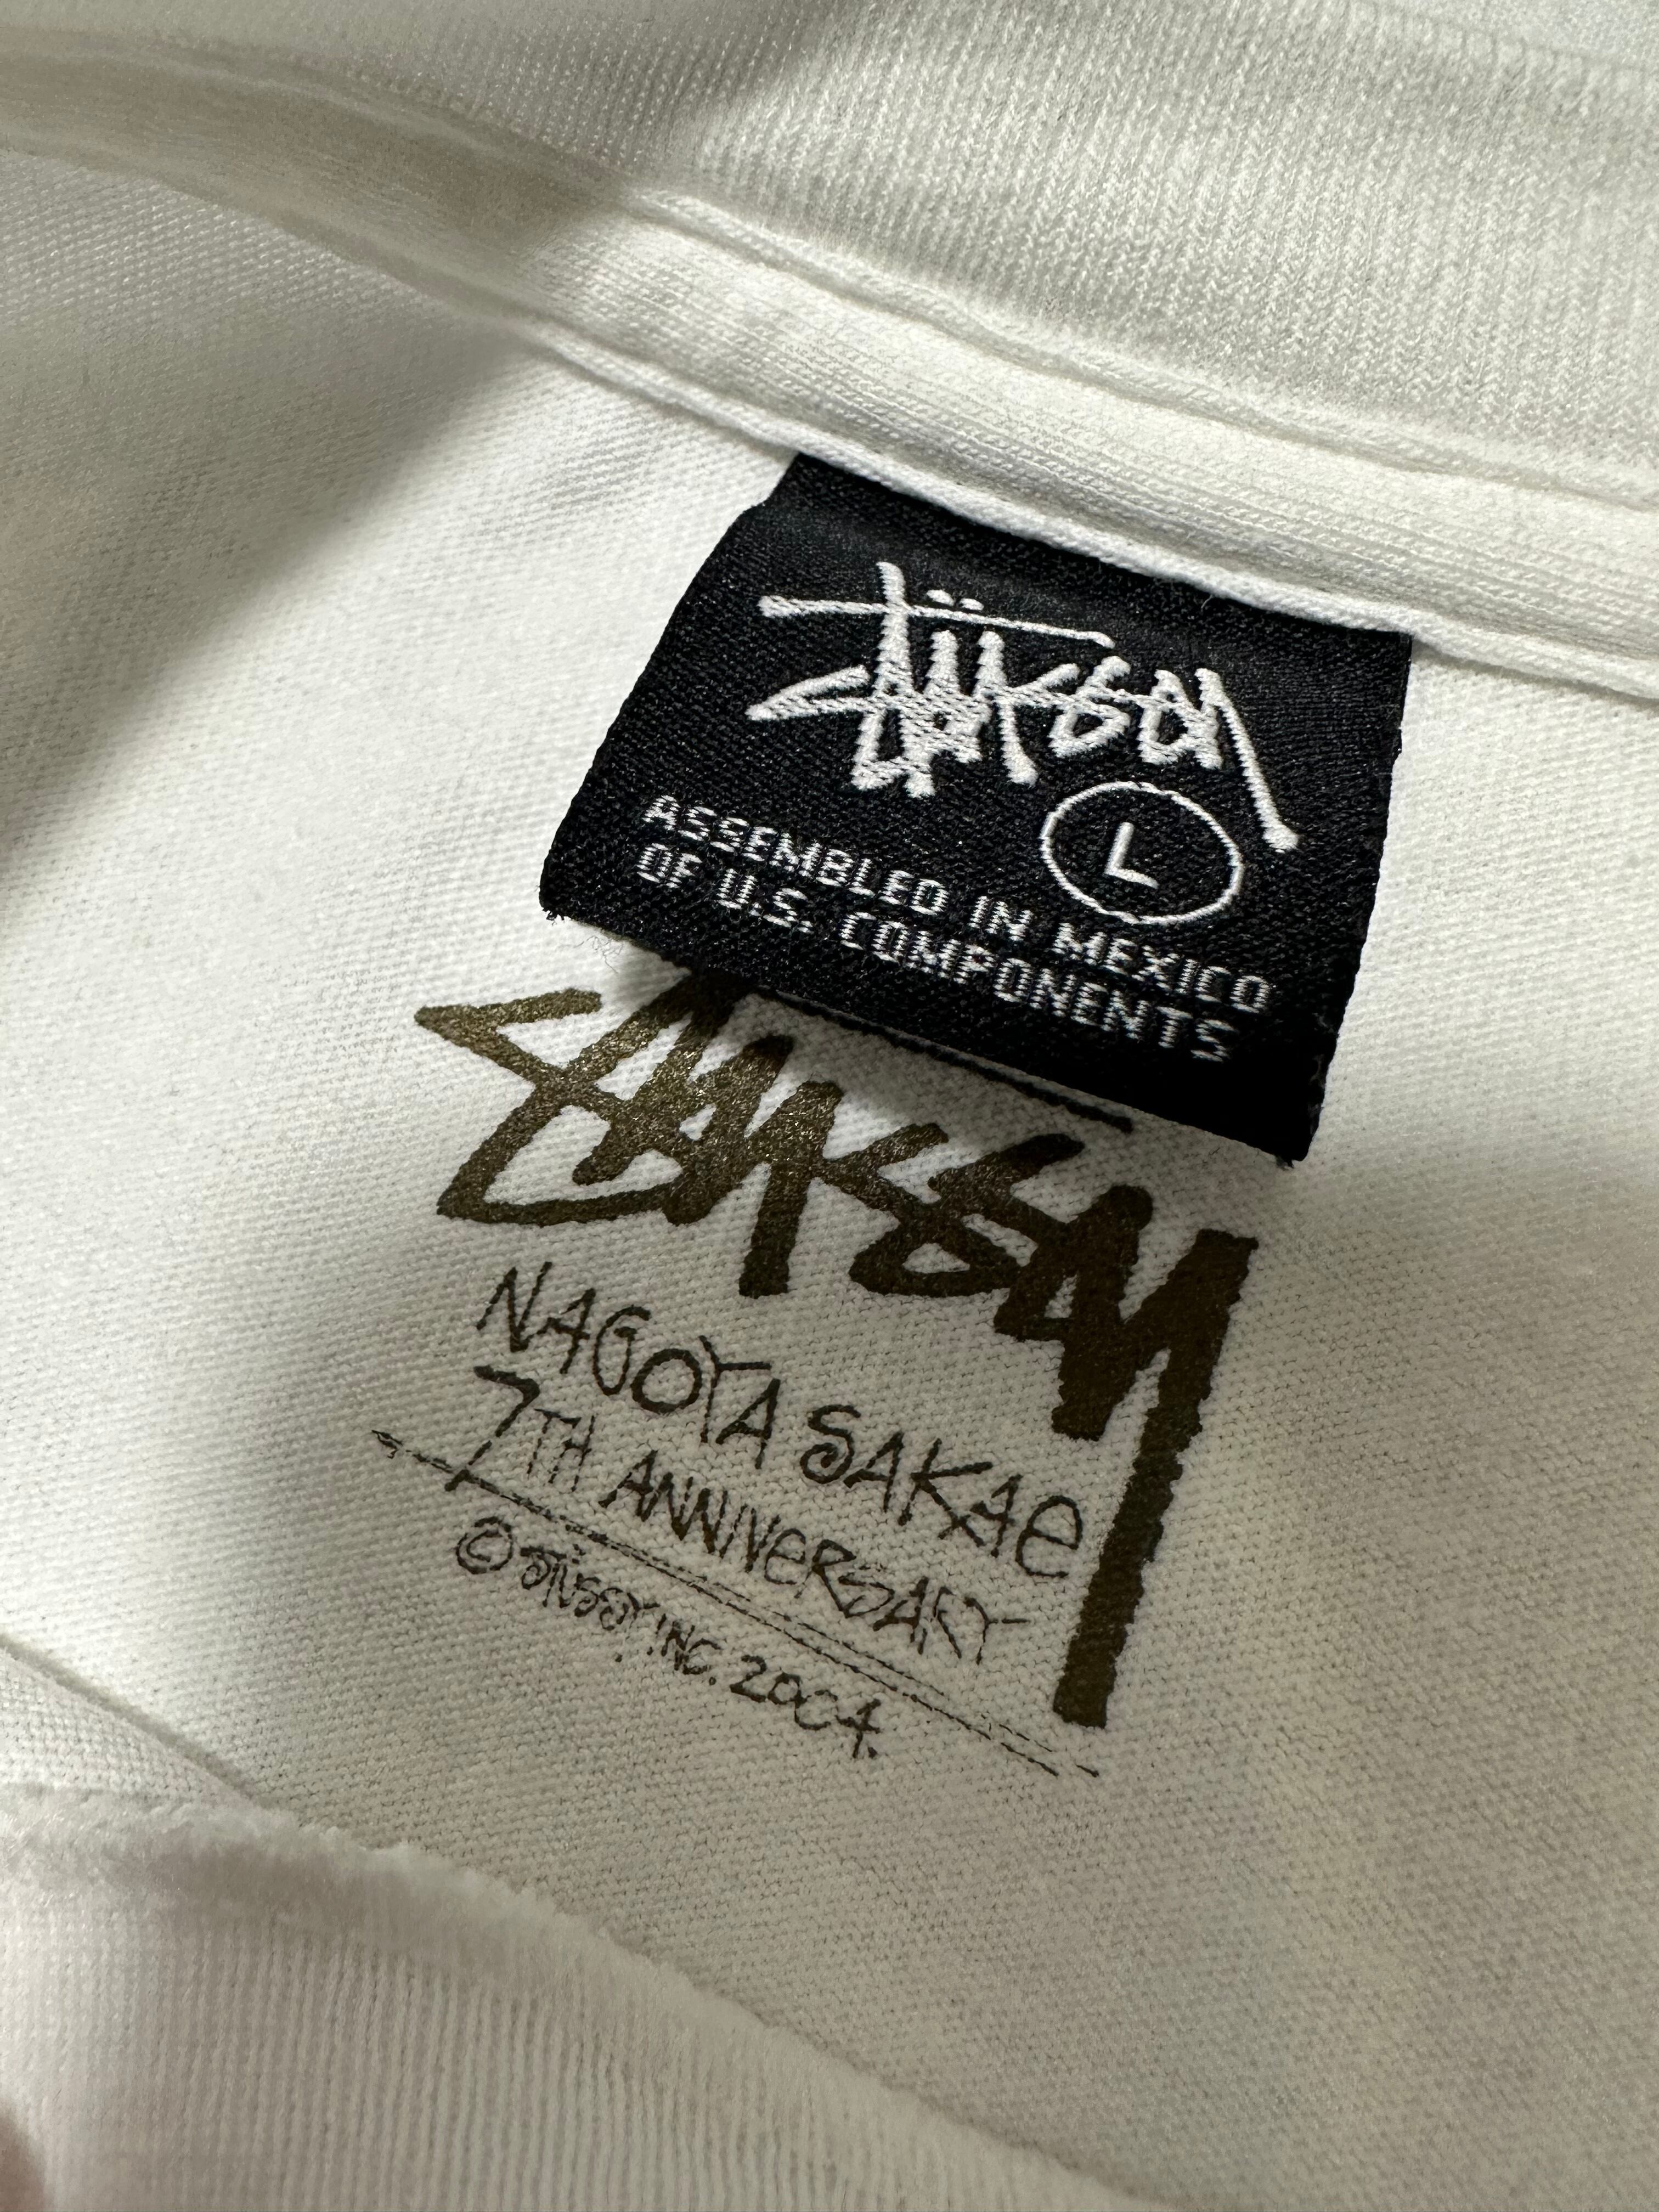 Stüssy
L
ASSEMBLED IN MEXICO
OF U.S. COMPONENTS
Stüssy
NAGOYA SAKAE
7TH ANNIVERSARY
© STÜSSY, INC. 2004.